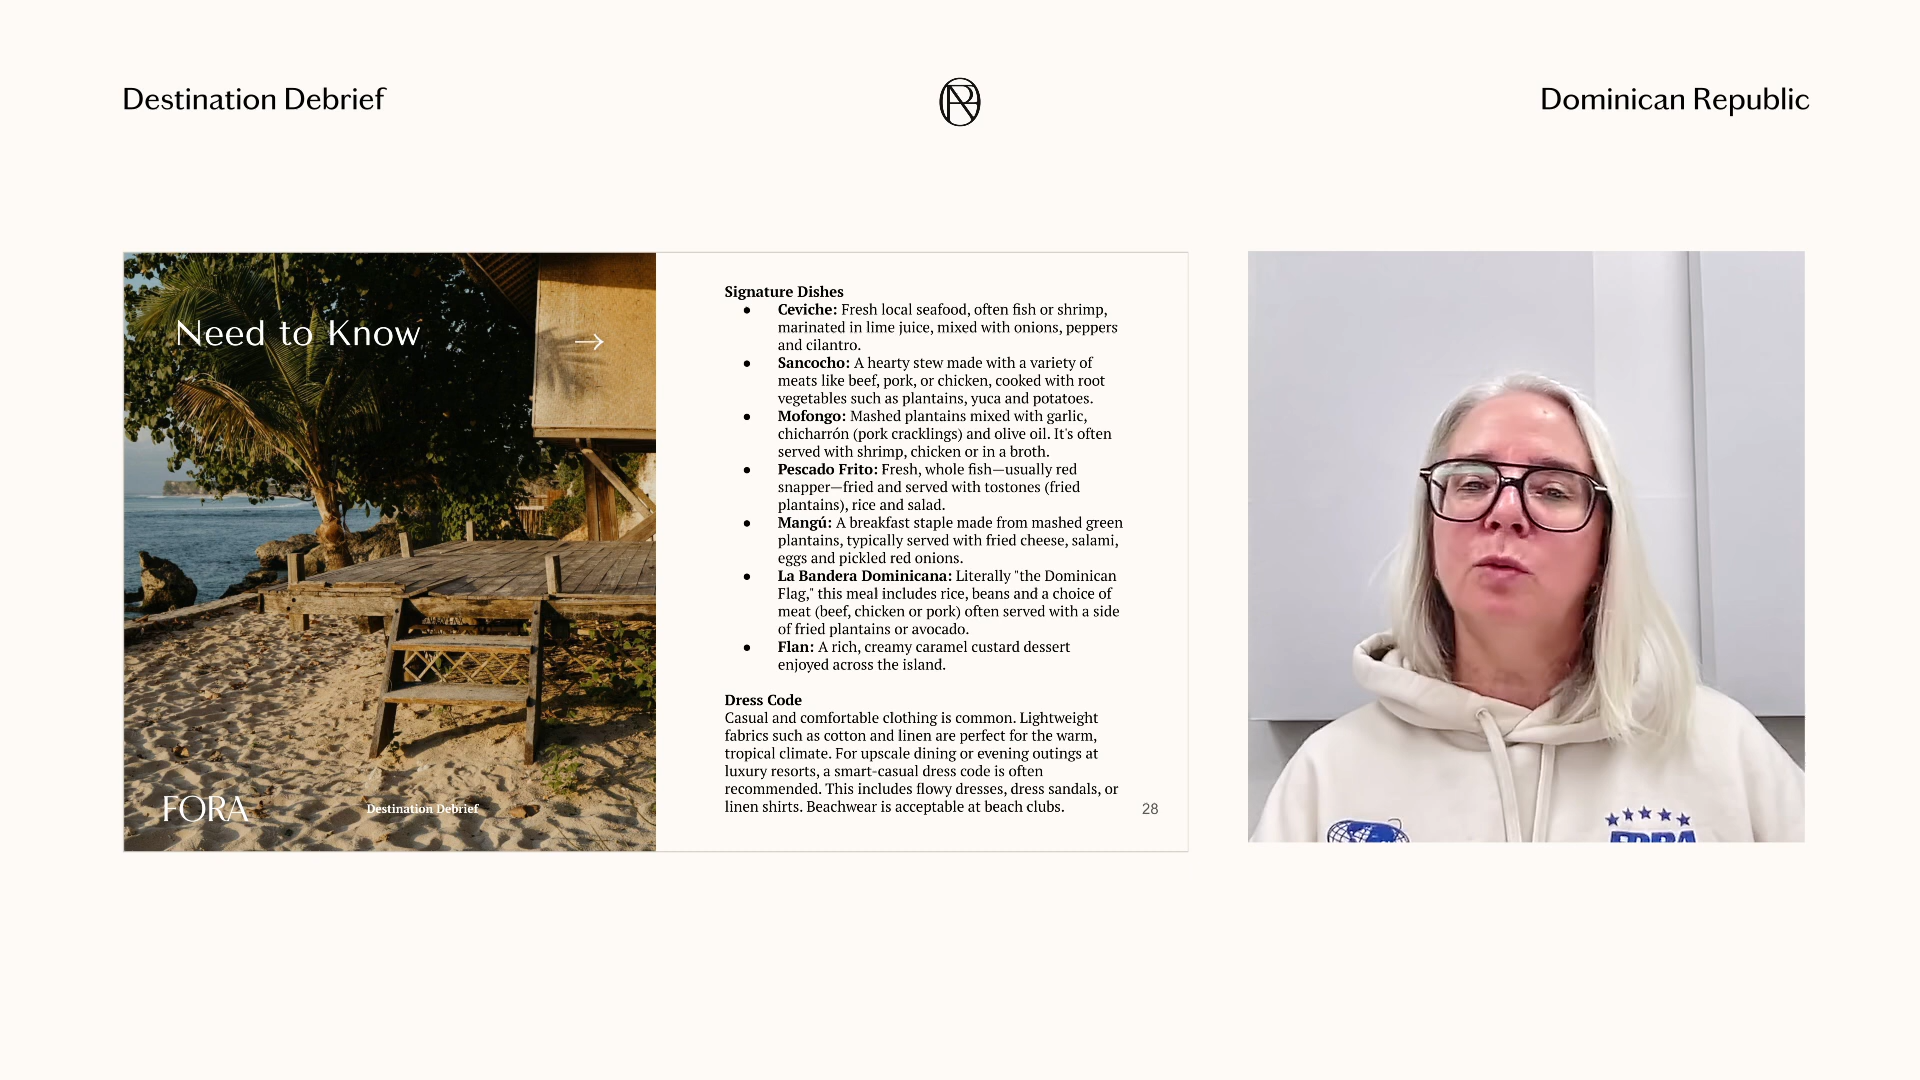 Destination Debrief
Dominican Republic
Need to Know
→
FORA
Destination Debrief
Signature Dishes
● Ceviche: Fresh local seafood, often fish or shrimp,
marinated in lime juice, mixed with onions, peppers
and cilantro.
● Sancocho: A hearty stew made with a variety of
meats like beef, pork, or chicken, cooked with root
vegetables such as plantains, yuca and potatoes.
● Mofongo: Mashed plantains mixed with garlic,
chicharrón (pork cracklings) and olive oil. It's often
served with shrimp, chicken or in a broth.
● Pescado Frito: Fresh, whole fish—usually red
snapper—fried and served with tostones (fried
plantains), rice and salad.
● Mangú: A breakfast staple made from mashed green
plantains, typically served with fried cheese, salami,
eggs and pickled red onions.
● La Bandera Dominicana: Literally "the Dominican
Flag," this meal includes rice, beans and a choice of
meat (beef, chicken or pork) often served with a side
of fried plantains or avocado.
● Flan: A rich, creamy caramel custard dessert
enjoyed across the island.
Dress Code
Casual and comfortable clothing is common. Lightweight
fabrics such as cotton and linen are perfect for the warm,
tropical climate. For upscale dining or evening outings at
luxury resorts, a smart-casual dress code is often
recommended. This includes flowy dresses, dress sandals, or
linen shirts. Beachwear is acceptable at beach clubs.
28